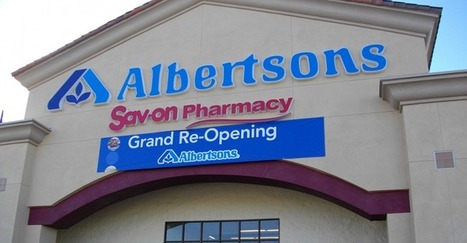 Albertsons
Sav-on Pharmacy
Grand Re-Opening
Albertsons